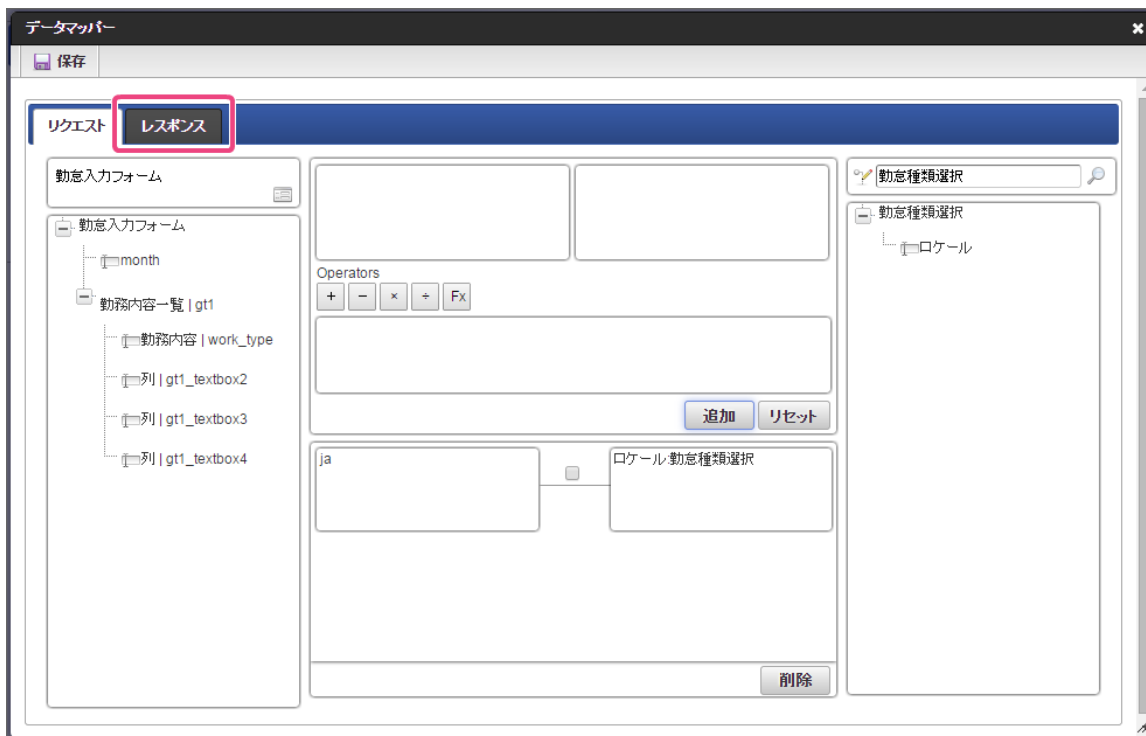 データマッパー
保存
リクエスト
レスポンス
勤怠入力フォーム
勤怠入力フォーム
month
勤務内容一覧 | gt1
勤務内容 | work_type
列 | gt1_textbox2
列 | gt1_textbox3
列 | gt1_textbox4
Operators
+ − × ÷ Fx
追加 リセット
ja
ロケール:勤怠種類選択
削除
勤怠種類選択
勤怠種類選択
ロケール